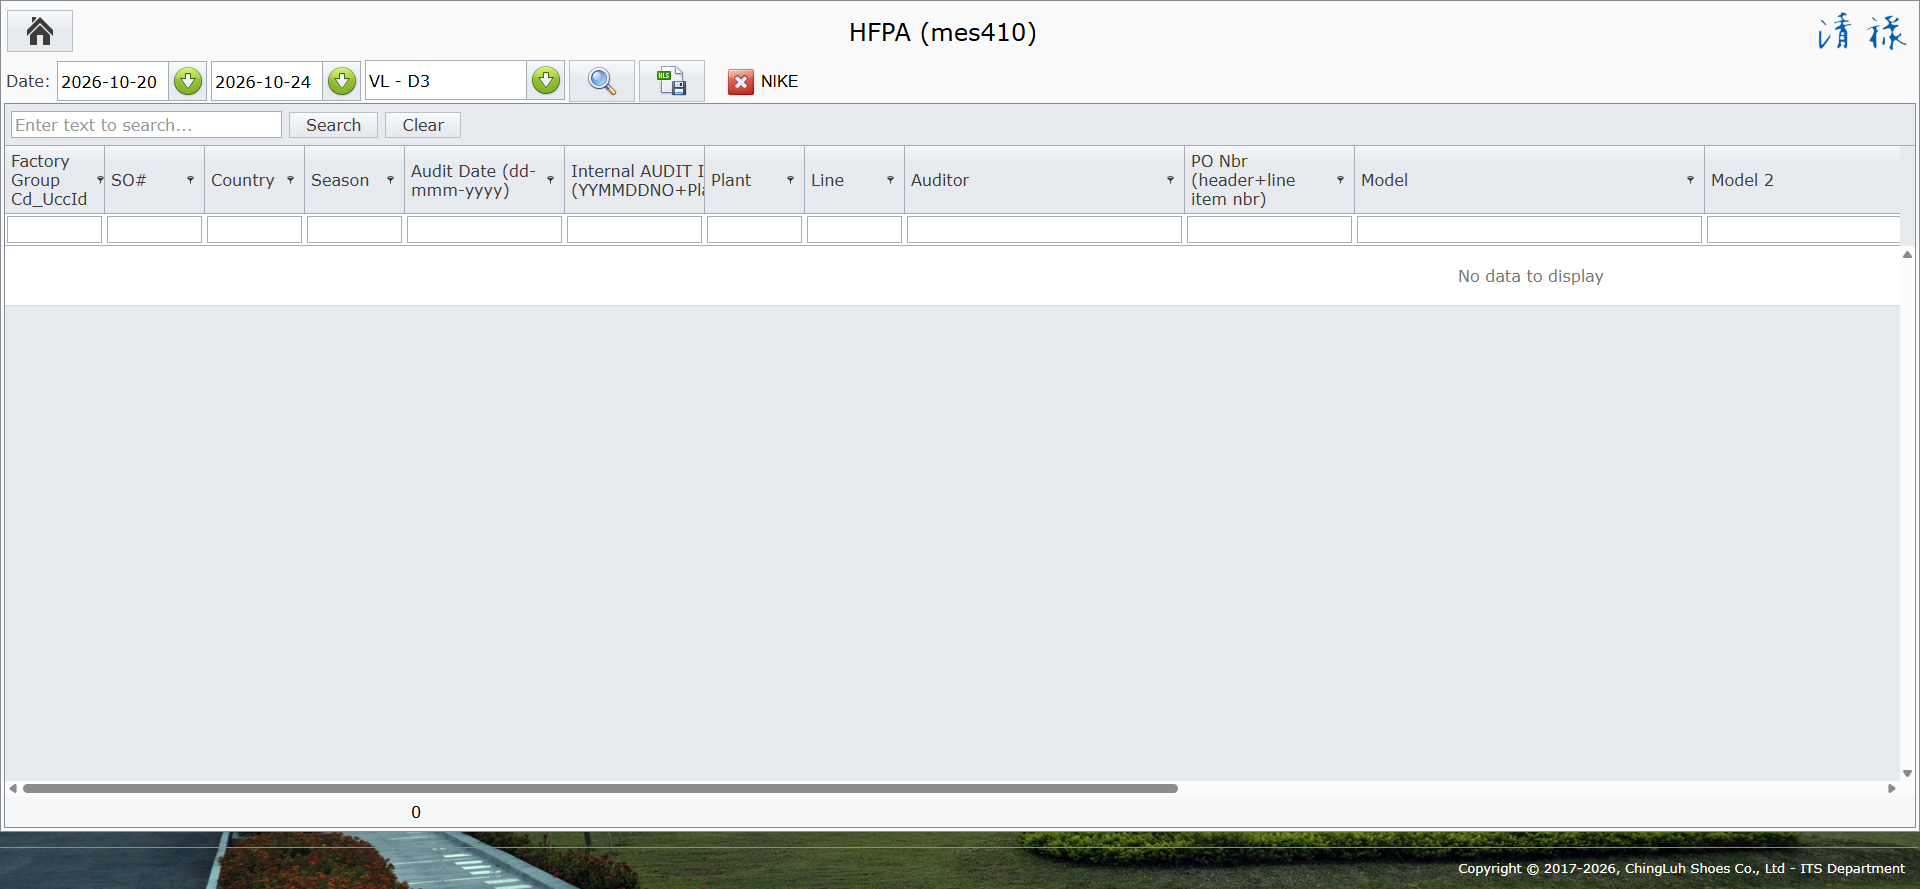 HFPA (mes410)
清 祿
Date: 2026-10-20 2026-10-24 VL - D3 XLS NIKE
Enter text to search... Search Clear
Factory Group Cd_UccId
SO#
Country
Season
Audit Date (dd-mmm-yyyy)
Internal AUDIT I
(YYMMDDNO+Pla
Plant
Line
Auditor
PO Nbr (header+line item nbr)
Model
Model 2
No data to display
0
Copyright © 2017-2026, ChingLuh Shoes Co., Ltd - ITS Department